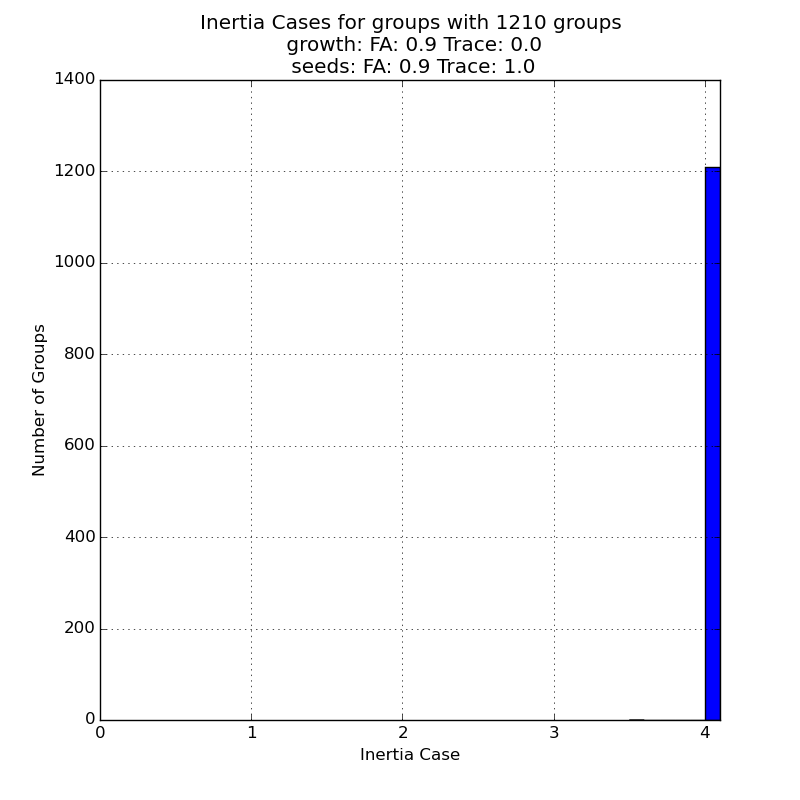 Inertia Cases for groups with 1210 groups
growth: FA: 0.9 Trace: 0.0
seeds: FA: 0.9 Trace: 1.0
1400
1200
1000
800
600
400
200
0
Number of Groups
0 1 2 3 4
Inertia Case